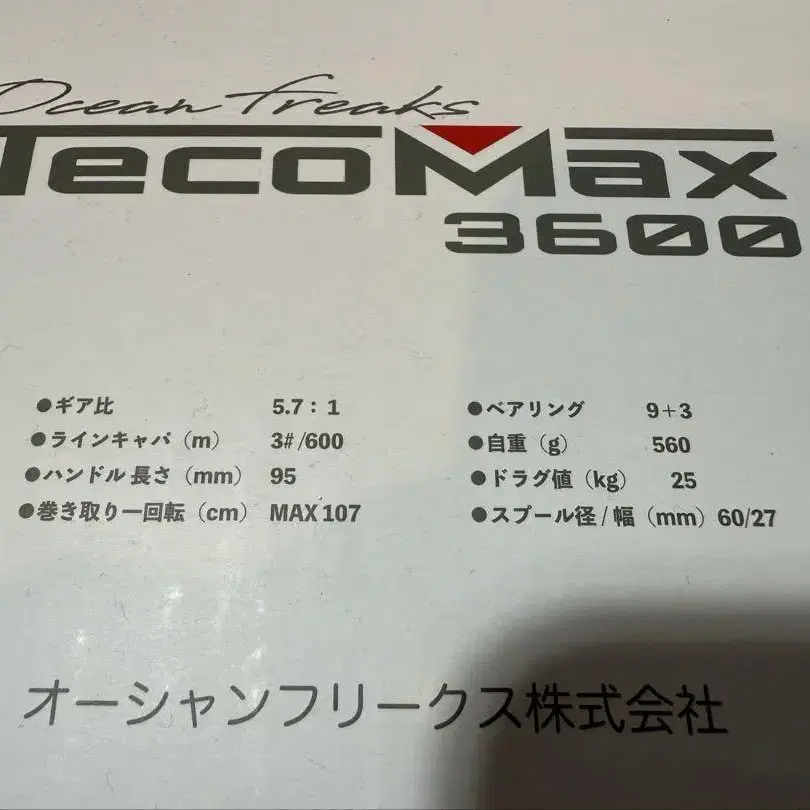 Ocean freaks
TecoMax
3600
●ギア比 5.7：1
●ラインキャパ（m） 3#/600
●ハンドル長さ（mm） 95
●巻き取り一回転（cm） MAX 107
●ベアリング 9+3
●自重（g） 560
●ドラグ値（kg） 25
●スプール径/幅（mm）60/27
オーシャンフリークス株式会社